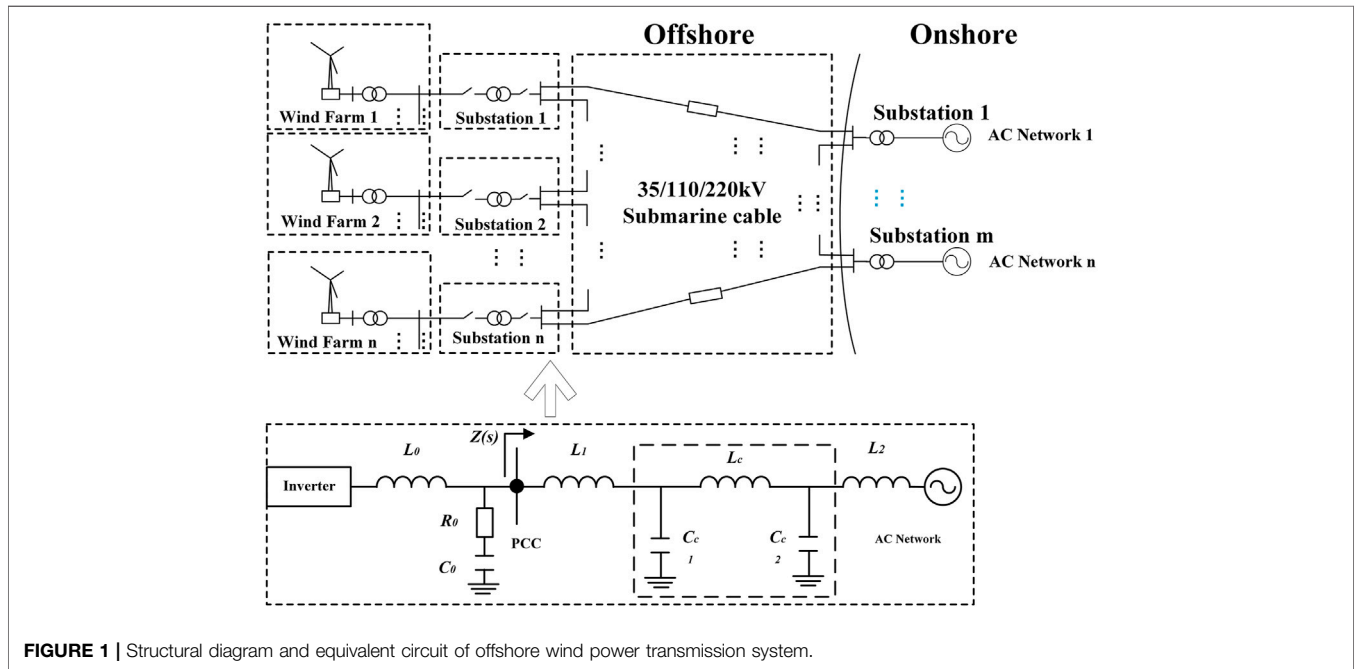 Offshore
Onshore
Wind Farm 1
Substation 1
Substation 1
AC Network 1
Wind Farm 2
Substation 2
35/110/220kV
Submarine cable
Substation m
AC Network n
Wind Farm n
Substation n
L0
Z(s)
L1
Lc
L2
Inverter
R0
PCC
Cc
1
Cc
2
AC Network
C0
FIGURE 1 | Structural diagram and equivalent circuit of offshore wind power transmission system.